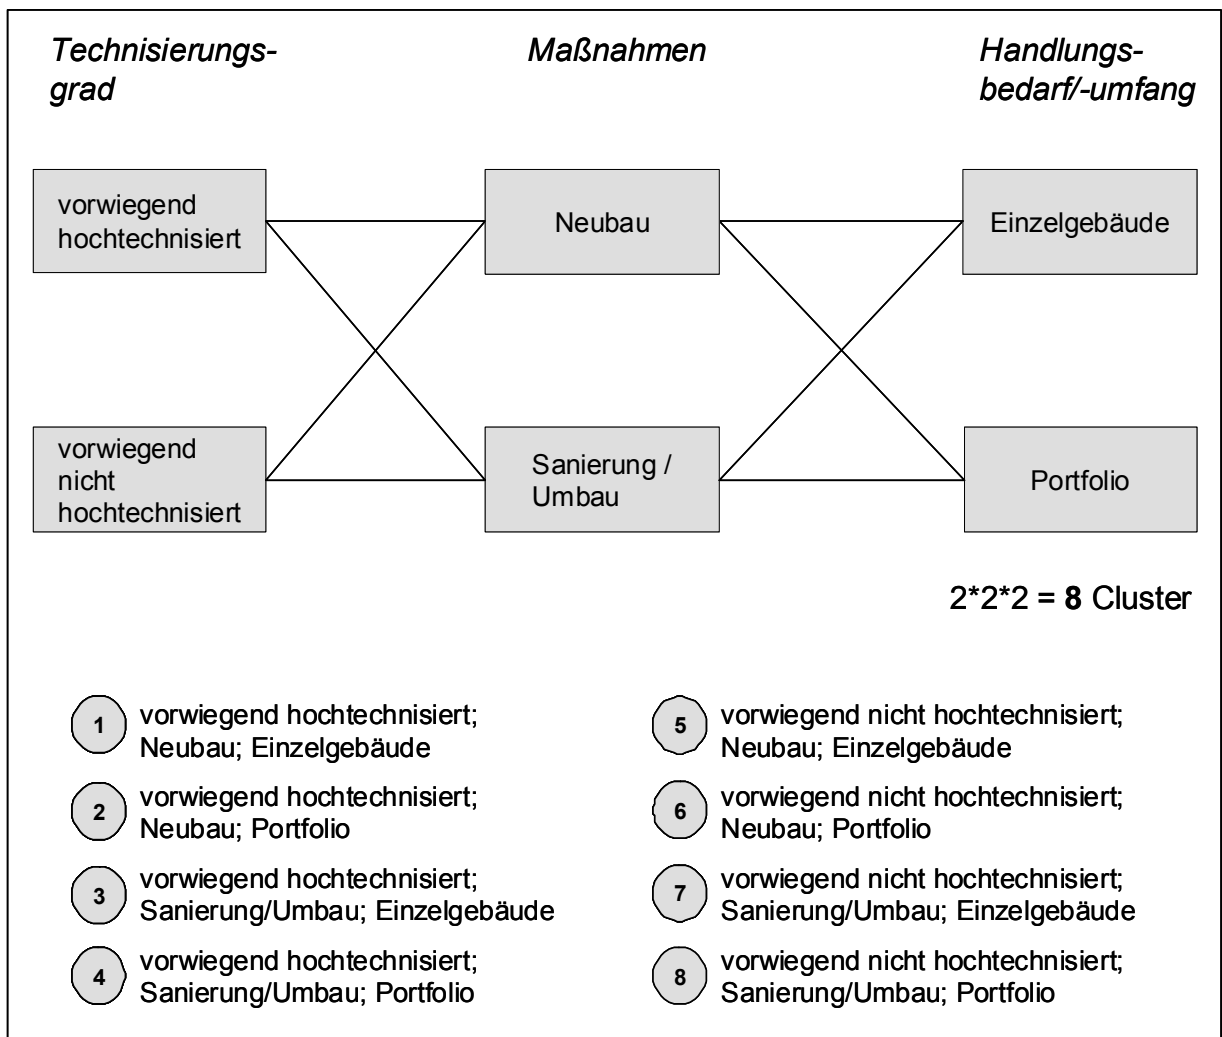 Technisierungs-
grad
Maßnahmen
Handlungs-
bedarf/-umfang
vorwiegend
hochtechnisiert
Neubau
Einzelgebäude
vorwiegend
nicht
hochtechnisiert
Sanierung /
Umbau
Portfolio
2*2*2 = 8 Cluster
1
vorwiegend hochtechnisiert;
Neubau; Einzelgebäude
2
vorwiegend hochtechnisiert;
Neubau; Portfolio
3
vorwiegend hochtechnisiert;
Sanierung/Umbau; Einzelgebäude
4
vorwiegend hochtechnisiert;
Sanierung/Umbau; Portfolio
5
vorwiegend nicht hochtechnisiert;
Neubau; Einzelgebäude
6
vorwiegend nicht hochtechnisiert;
Neubau; Portfolio
7
vorwiegend nicht hochtechnisiert;
Sanierung/Umbau; Einzelgebäude
8
vorwiegend nicht hochtechnisiert;
Sanierung/Umbau; Portfolio